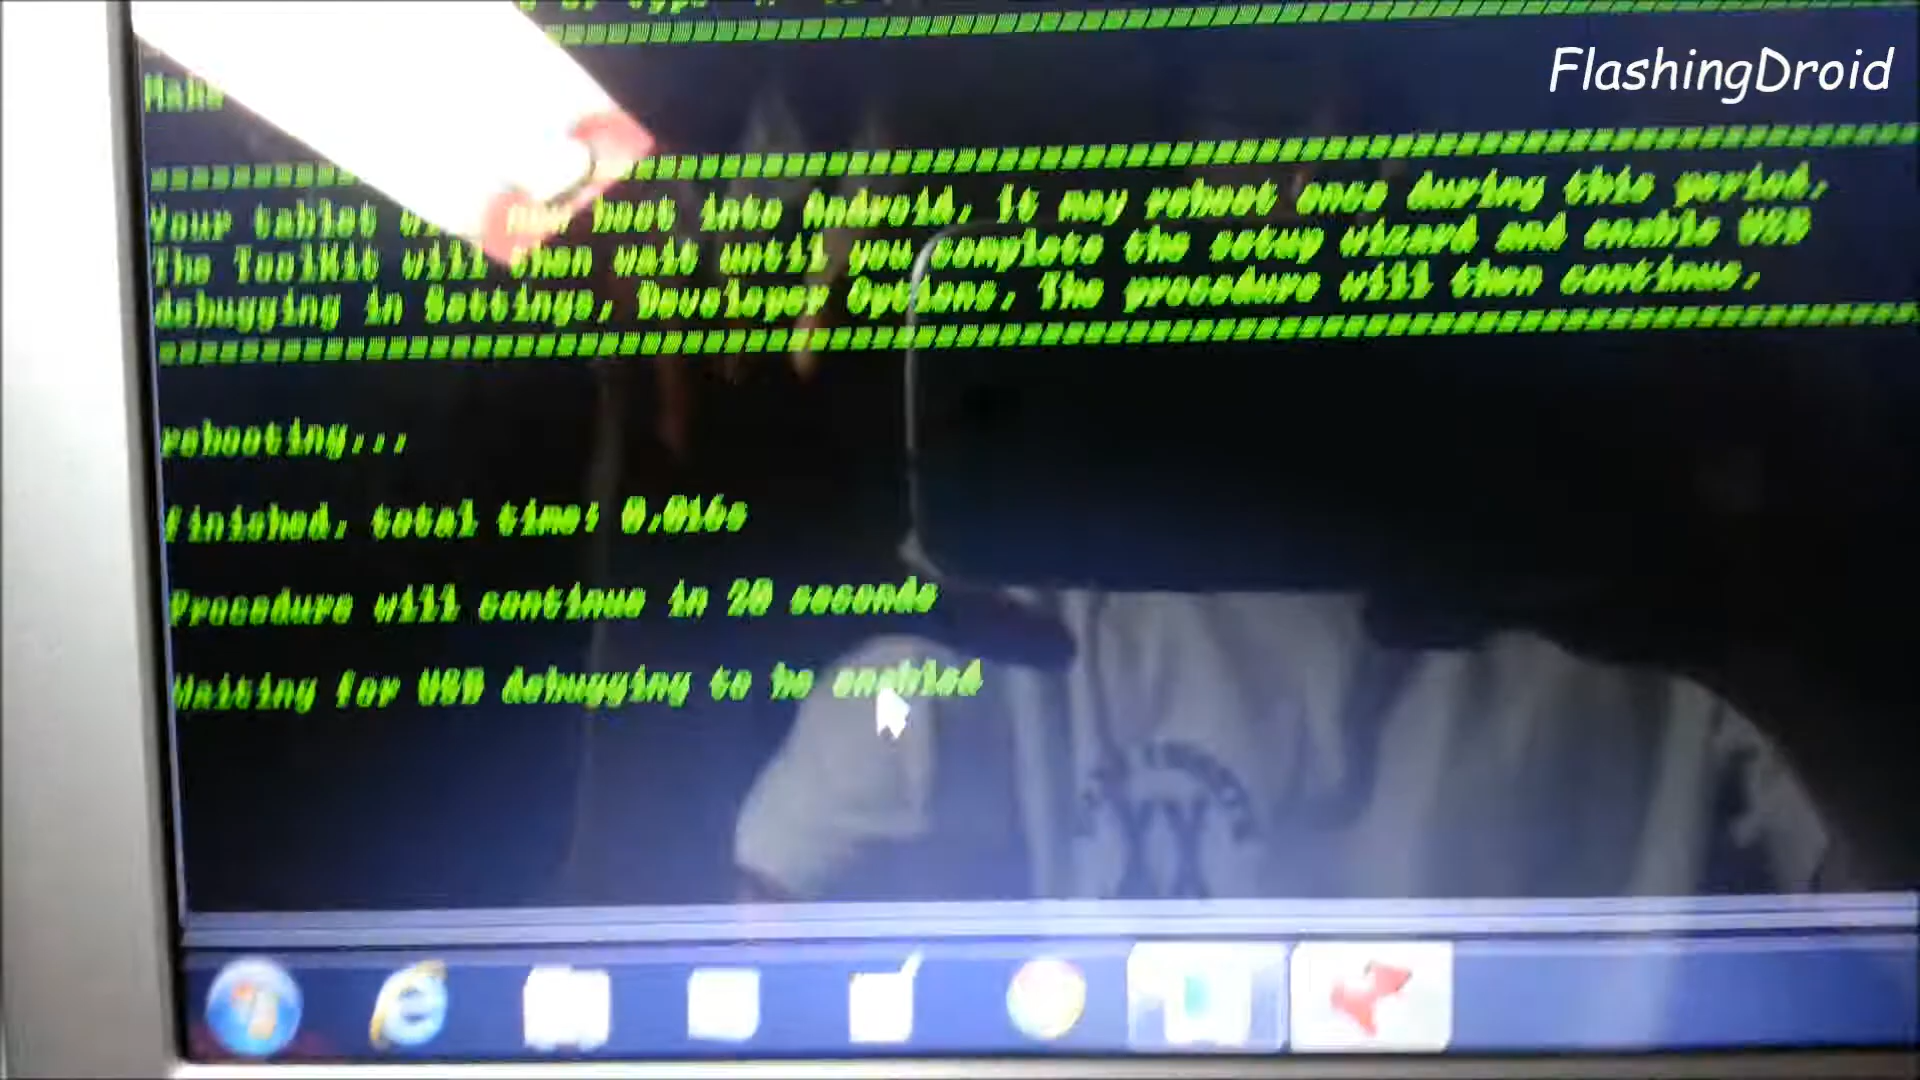 FlashingDroid
Make
Your tablet now boot into Android, it may reboot once during this period.
The ToolKit will then wait until you complete the setup wizard and enable USB
debugging in Settings, Developer Options. The procedure will then continue.
rebooting...
finished. total time: 0.016s
Procedure will continue in 20 seconds
Waiting for USB debugging to be enabled